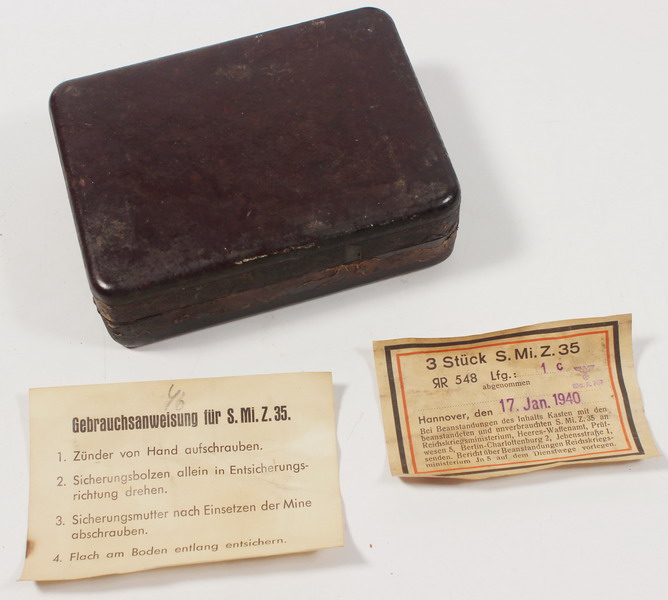 Gebrauchsanweisung für S. Mi. Z. 35.
1. Zünder von Hand aufschrauben.
2. Sicherungsbolzen allein in Entsicherungs-
richtung drehen.
3. Sicherungsmutter nach Einsetzen der Mine
abschrauben.
4. Flach am Boden entlang entsichern.
3 Stück S. Mi. Z. 35
ЯR 548 Lfg.: 1 c
abgenommen
Hannover, den 17. Jan. 1940
Bei Beanstandungen des Inhalts Kasten mit den
beanstandeten und unverbrauchten S. Mi. Z. 35 an
Reichskriegsministerium, Heeres-Waffenamt, Prüf-
wesen 5, Berlin-Charlottenburg 2, Jebensstraße 1,
senden. Bericht über Beanstandungen Reichskriegs-
ministerium Jn 5 auf dem Dienstwege vorlegen.